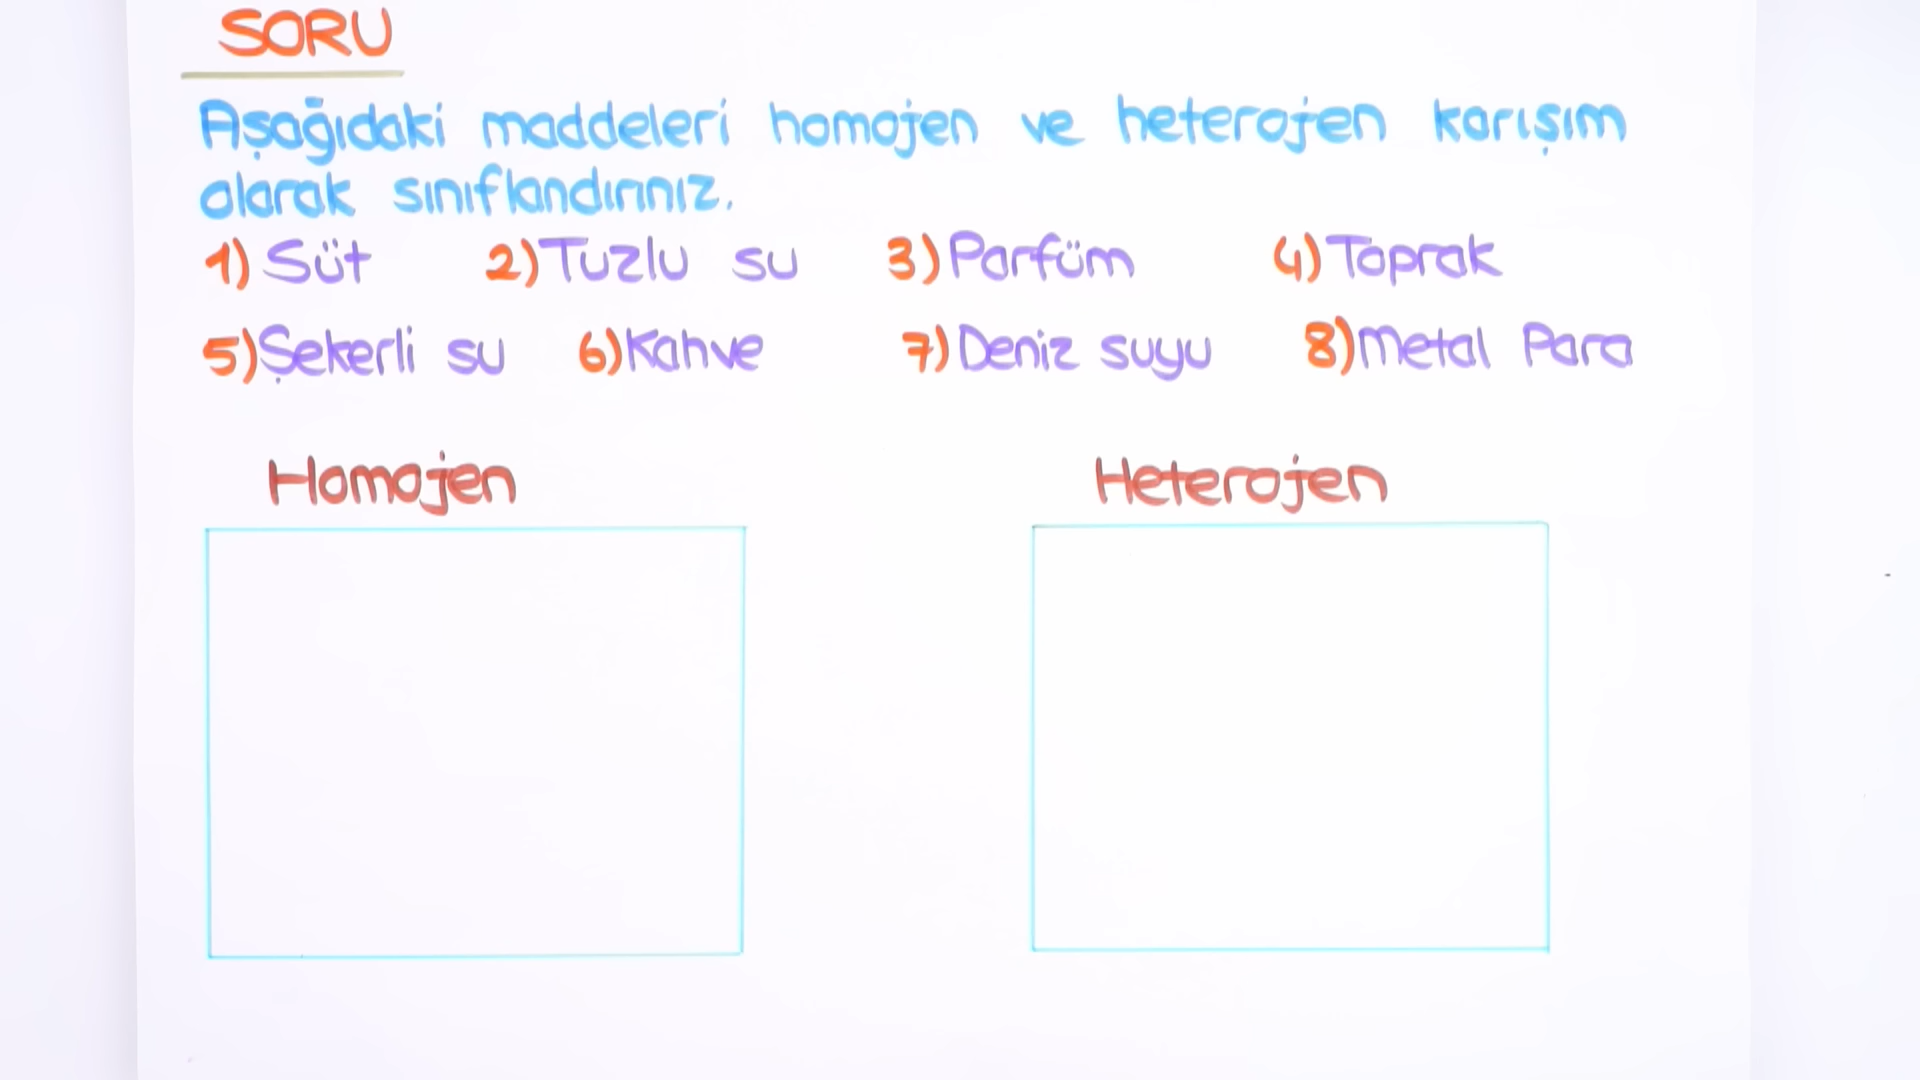 SORU
Aşağıdaki maddeleri homojen ve heterojen karışım
olarak sınıflandırınız.
1) Süt 2) Tuzlu su 3) Parfüm 4) Toprak
5) Şekerli su 6) Kahve 7) Deniz suyu 8) Metal Para
Homojen Heterojen